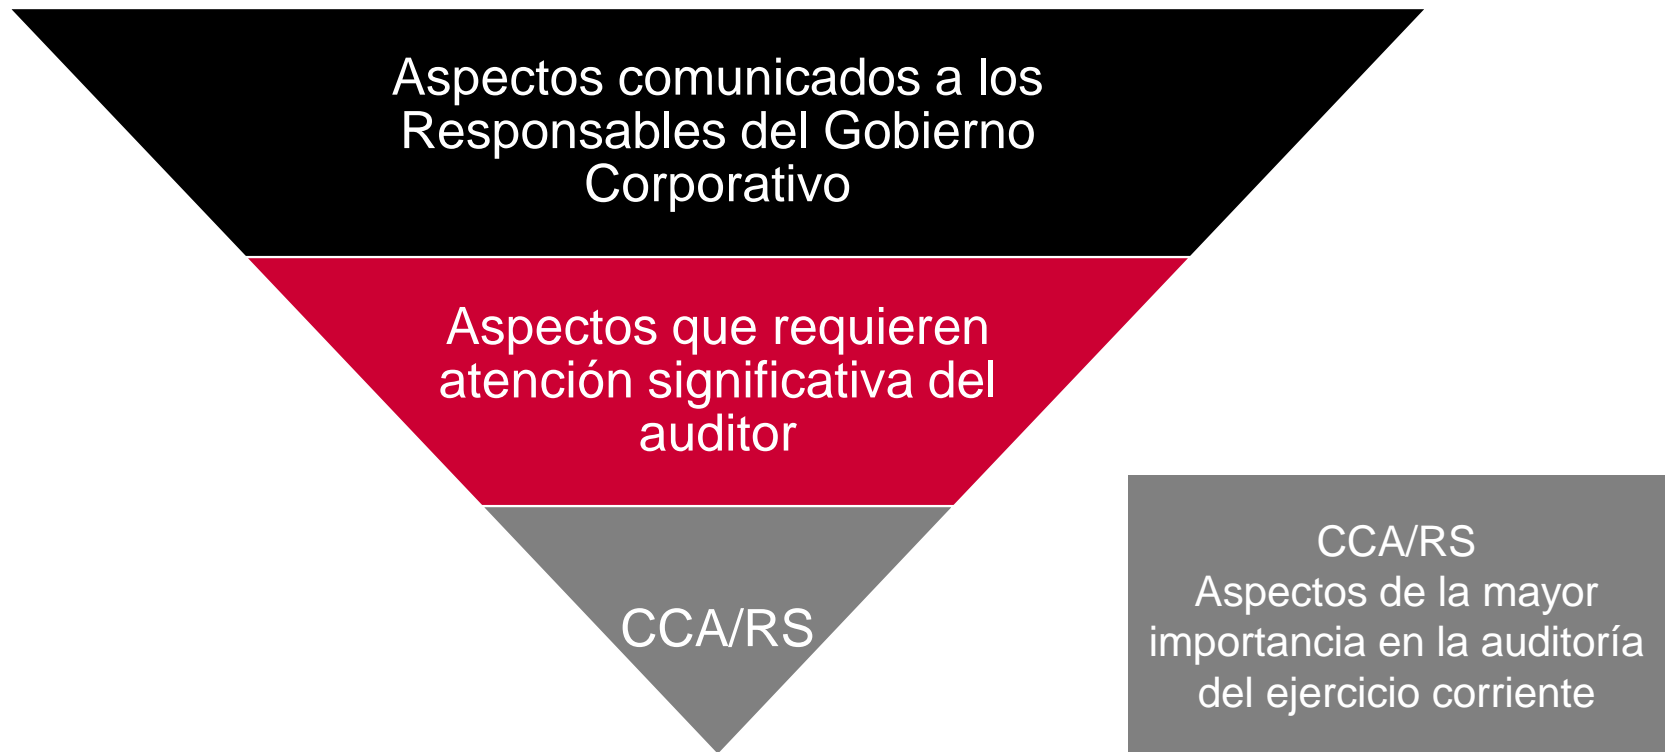 Aspectos comunicados a los
Responsables del Gobierno
Corporativo
Aspectos que requieren
atención significativa del
auditor
CCA/RS
CCA/RS
Aspectos de la mayor
importancia en la auditoría
del ejercicio corriente